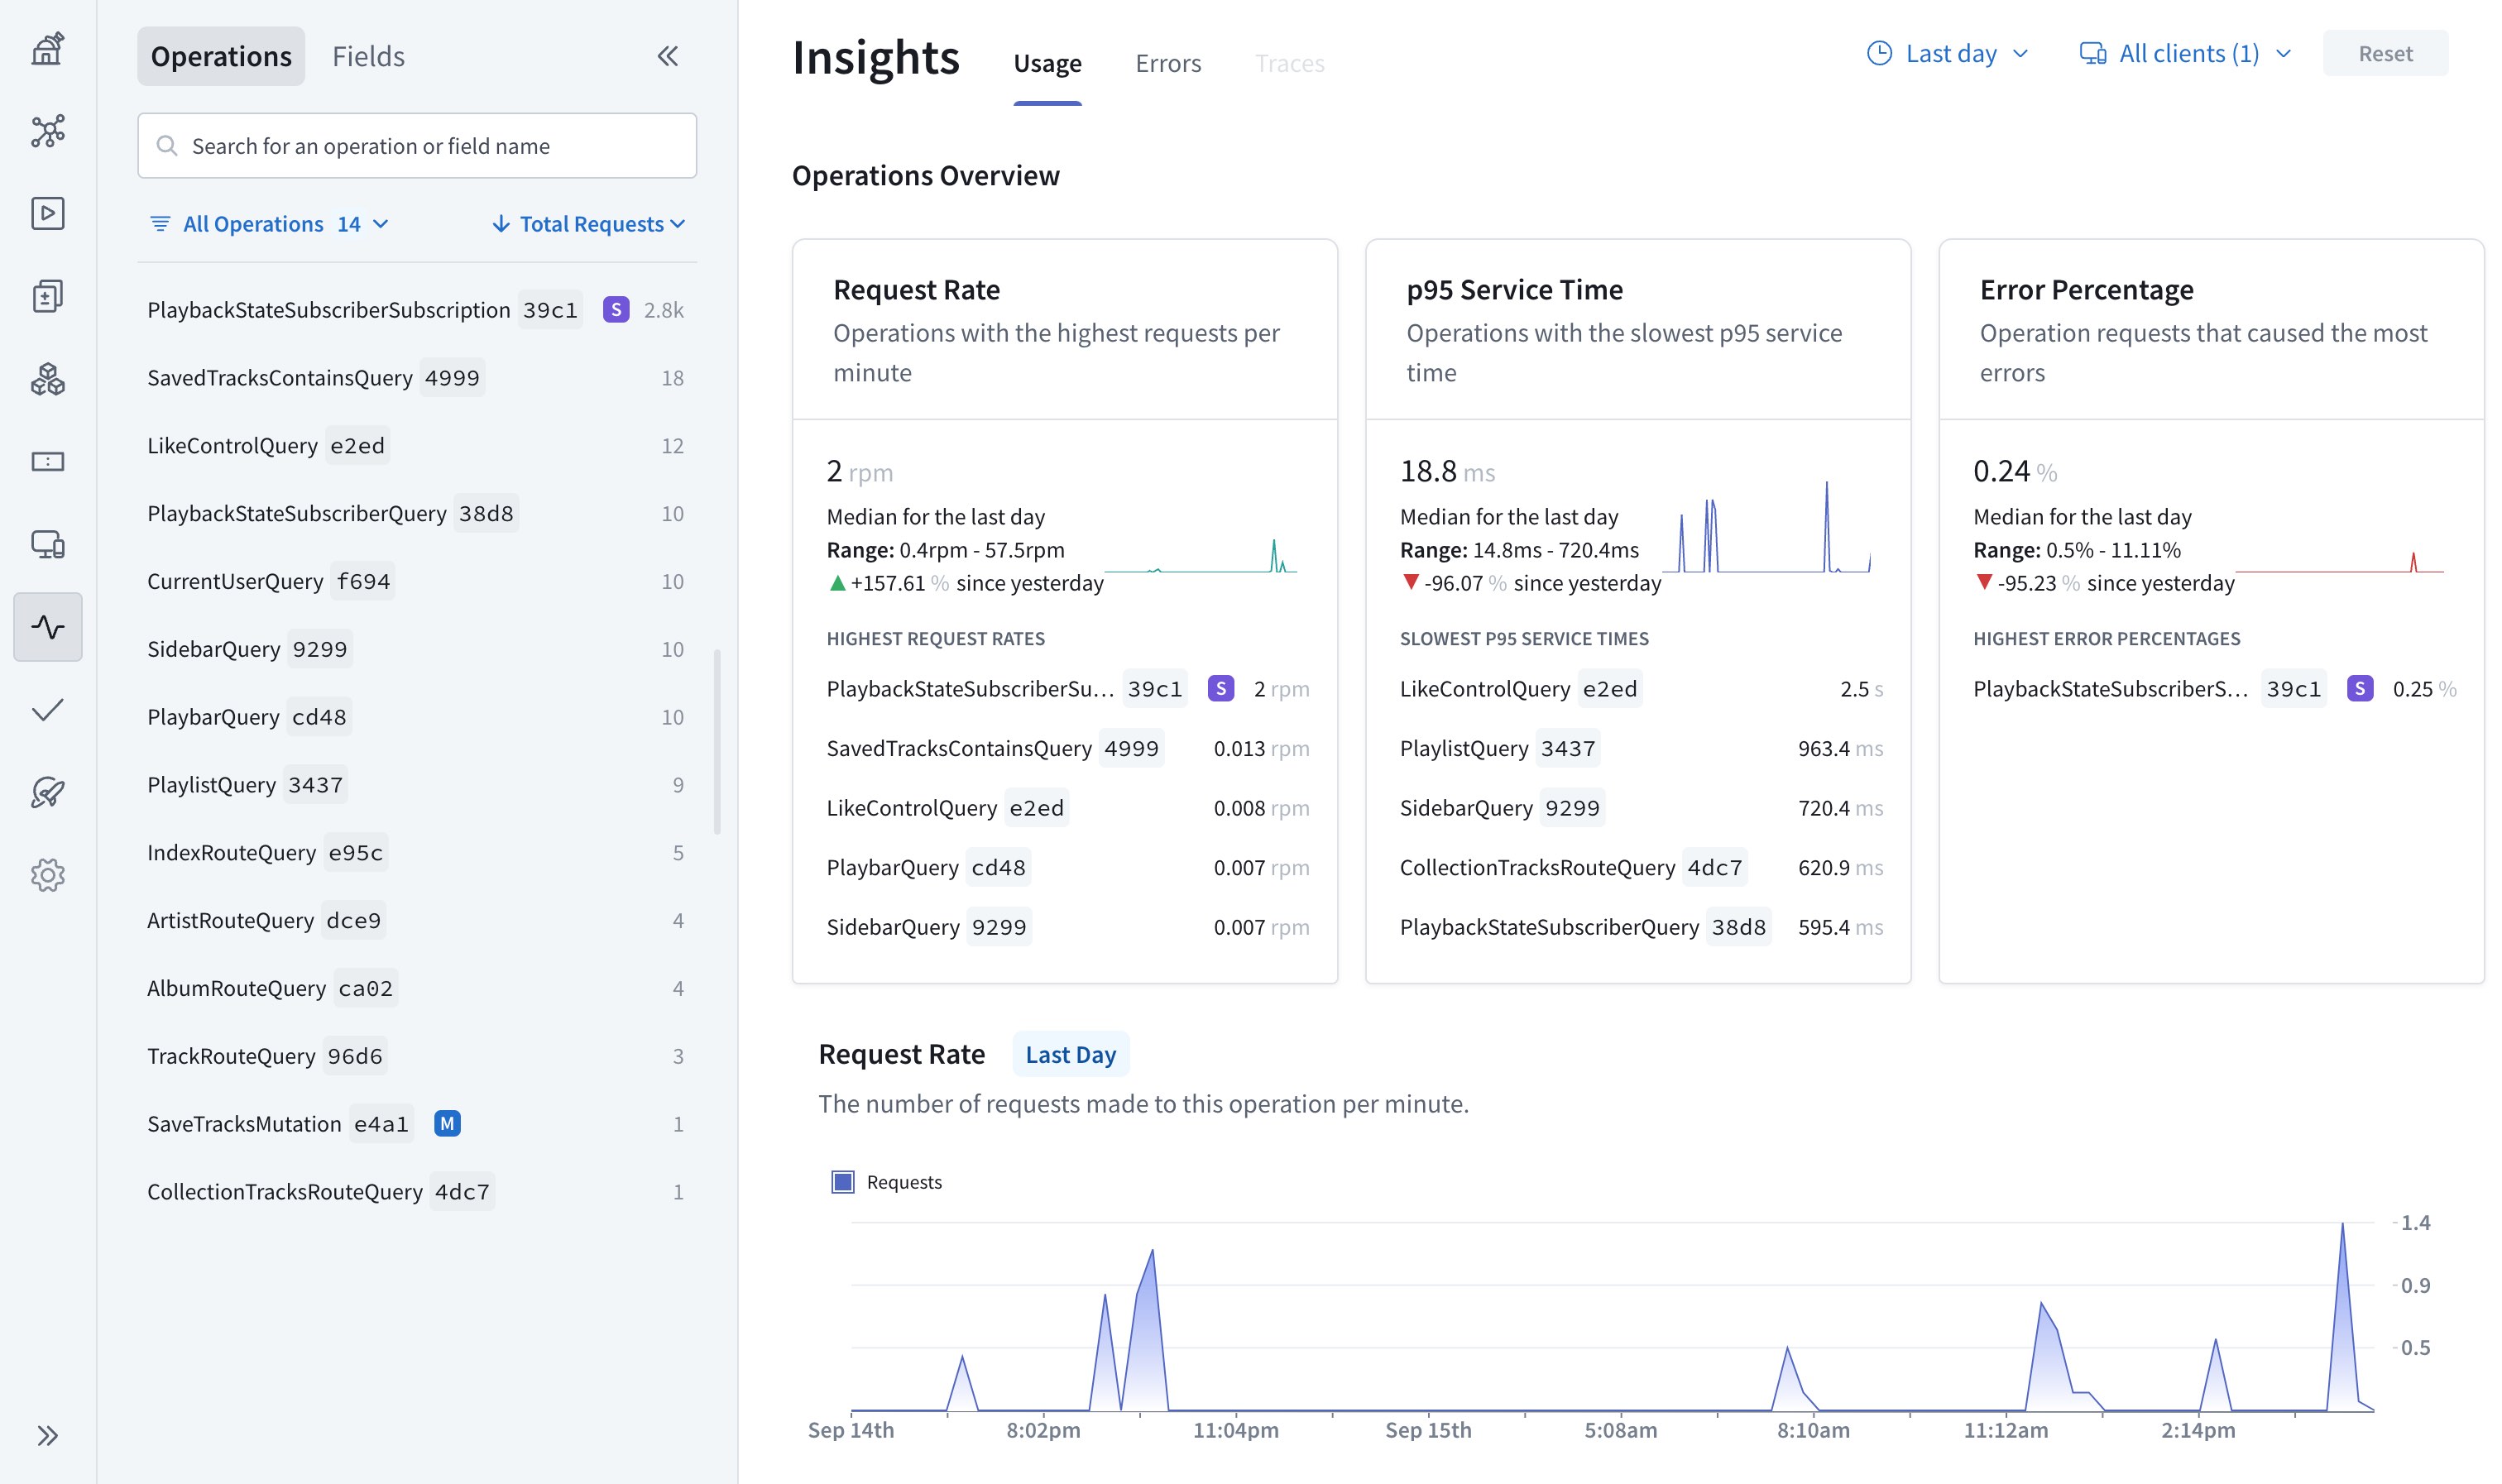 Operations Fields
Search for an operation or field name
All Operations 14 Total Requests
PlaybackStateSubscriberSubscription 39c1 S 2.8k
SavedTracksContainsQuery 4999 18
LikeControlQuery e2ed 12
PlaybackStateSubscriberQuery 38d8 10
CurrentUserQuery f694 10
SidebarQuery 9299 10
PlaybarQuery cd48 10
PlaylistQuery 3437 9
IndexRouteQuery e95c 5
ArtistRouteQuery dce9 4
AlbumRouteQuery ca02 4
TrackRouteQuery 96d6 3
SaveTracksMutation e4a1 M 1
CollectionTracksRouteQuery 4dc7 1
Insights Usage Errors Traces
Last day All clients (1) Reset
Operations Overview
Request Rate
Operations with the highest requests per
minute
2 rpm
Median for the last day
Range: 0.4rpm - 57.5rpm
+157.61 % since yesterday
HIGHEST REQUEST RATES
PlaybackStateSubscriberSu... 39c1 S 2 rpm
SavedTracksContainsQuery 4999 0.013 rpm
LikeControlQuery e2ed 0.008 rpm
PlaybarQuery cd48 0.007 rpm
SidebarQuery 9299 0.007 rpm
p95 Service Time
Operations with the slowest p95 service
time
18.8 ms
Median for the last day
Range: 14.8ms - 720.4ms
-96.07 % since yesterday
SLOWEST P95 SERVICE TIMES
LikeControlQuery e2ed 2.5 s
PlaylistQuery 3437 963.4 ms
SidebarQuery 9299 720.4 ms
CollectionTracksRouteQuery 4dc7 620.9 ms
PlaybackStateSubscriberQuery 38d8 595.4 ms
Error Percentage
Operation requests that caused the most
errors
0.24 %
Median for the last day
Range: 0.5% - 11.11%
-95.23 % since yesterday
HIGHEST ERROR PERCENTAGES
PlaybackStateSubscriberS... 39c1 S 0.25 %
Request Rate Last Day
The number of requests made to this operation per minute.
Requests
1.4
0.9
0.5
Sep 14th 8:02pm 11:04pm Sep 15th 5:08am 8:10am 11:12am 2:14pm